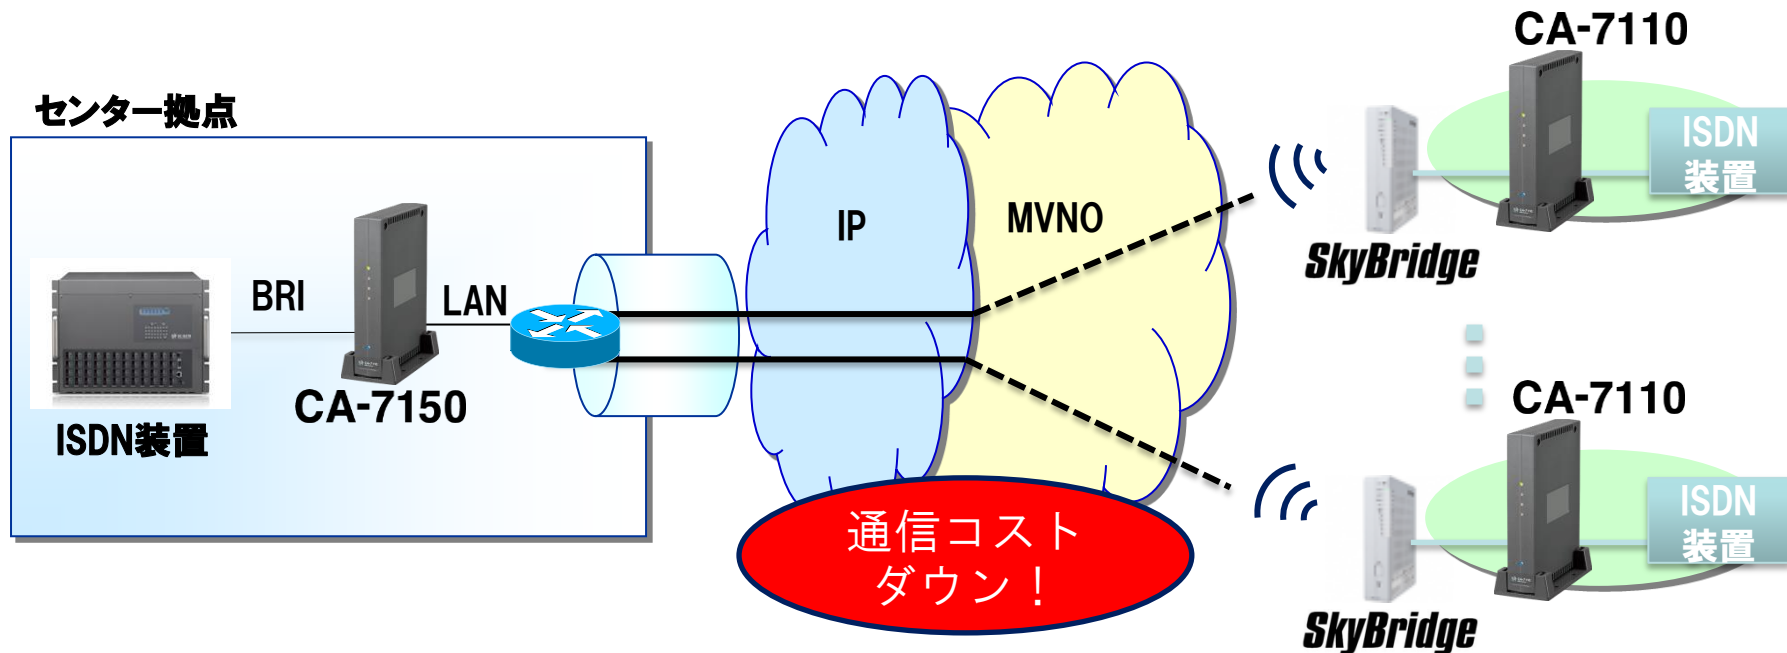 センター拠点
ISDN装置
BRI
CA-7150
LAN
IP
MVNO
通信コスト
ダウン！
CA-7110
SkyBridge
ISDN
装置
CA-7110
SkyBridge
ISDN
装置